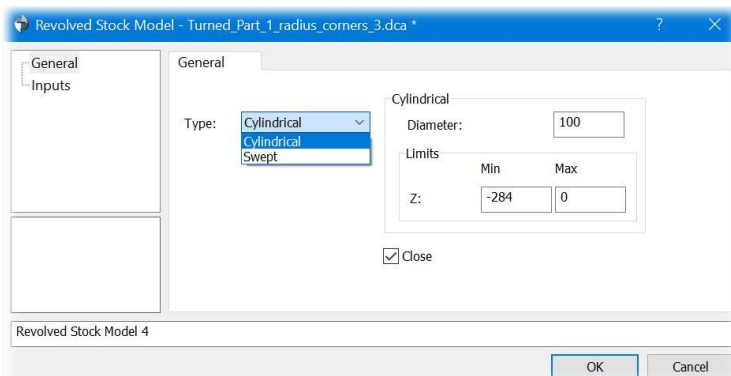 Revolved Stock Model - Turned_Part_1_radius_corners_3.dca *
?
General
Inputs
General
Type:
Cylindrical
Cylindrical
Swept
Cylindrical
Diameter:
100
Limits
Min Max
Z:
-284
0
Close
Revolved Stock Model 4
OK Cancel